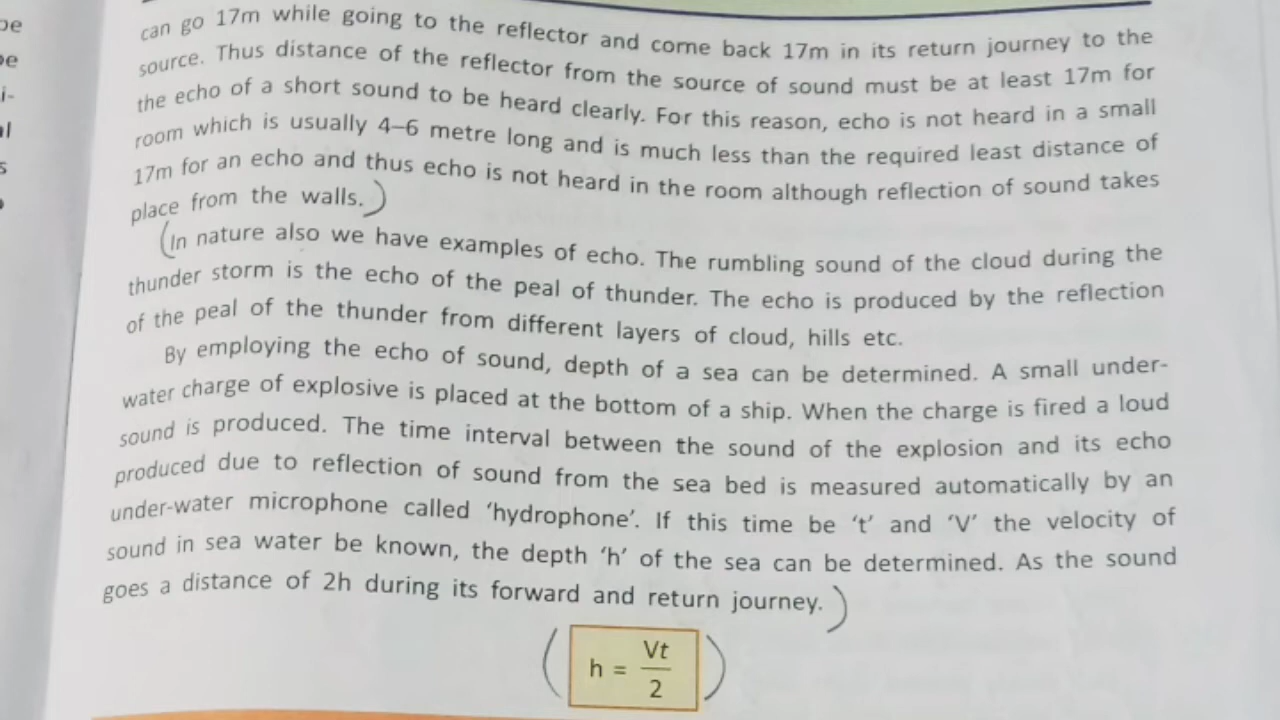 can go 17m while going to the reflector and come back 17m in its return journey to the
source. Thus distance of the reflector from the source of sound must be at least 17m for
the echo of a short sound to be heard clearly. For this reason, echo is not heard in a small
room which is usually 4–6 metre long and is much less than the required least distance of
17m for an echo and thus echo is not heard in the room although reflection of sound takes
place from the walls.)
(In nature also we have examples of echo. The rumbling sound of the cloud during the
thunder storm is the echo of the peal of thunder. The echo is produced by the reflection
of the peal of the thunder from different layers of cloud, hills etc.
By employing the echo of sound, depth of a sea can be determined. A small under-
water charge of explosive is placed at the bottom of a ship. When the charge is fired a loud
sound is produced. The time interval between the sound of the explosion and its echo
produced due to reflection of sound from the sea bed is measured automatically by an
under-water microphone called ‘hydrophone’. If this time be ‘t’ and ‘V’ the velocity of
sound in sea water be known, the depth ‘h’ of the sea can be determined. As the sound
goes a distance of 2h during its forward and return journey.)
(h = Vt/2)